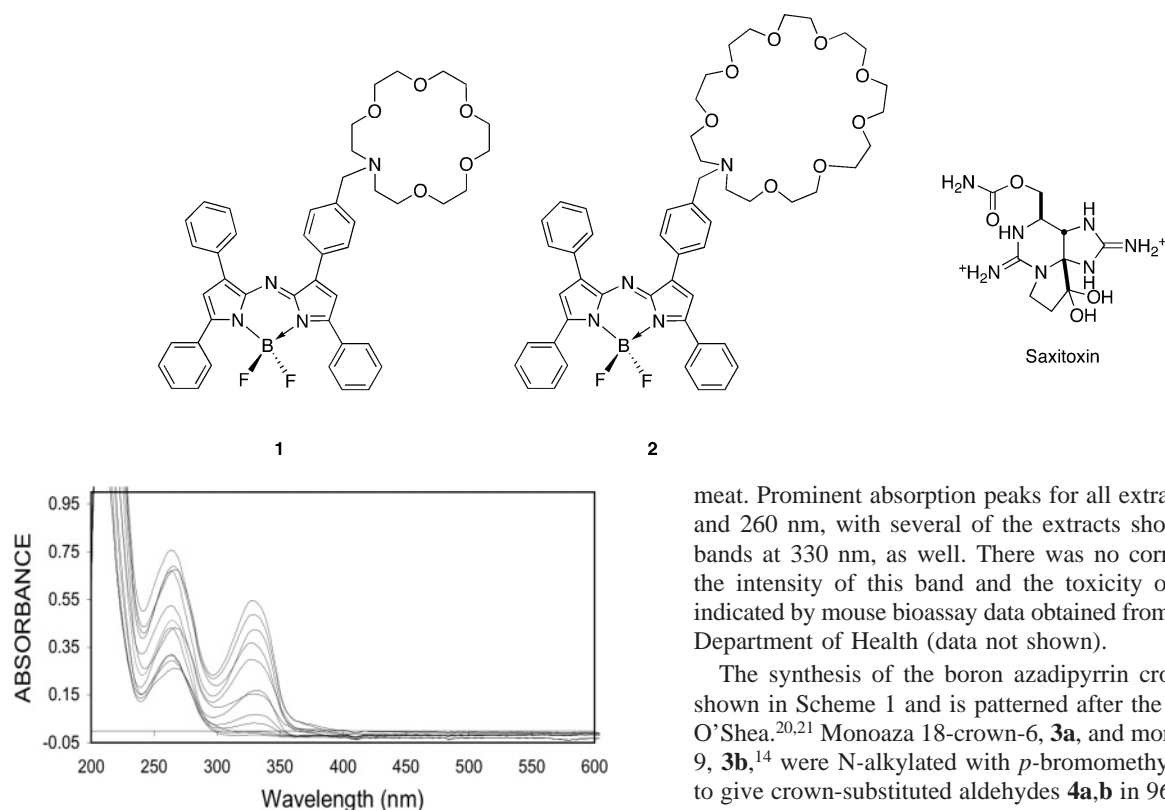 O
O O
N O
O
O O
O O
O O
N O
O
H₂N O
O
HN
H
N
NH₂⁺
⁺H₂N
N
N
H
OH
OH
Saxitoxin
N
N N
B
F F
1
N
N N
B
F F
2
ABSORBANCE
0.95
0.75
0.55
0.35
0.15
-0.05
200 250 300 350 400 450 500 550 600
Wavelength (nm)
meat. Prominent absorption peaks for all extra
and 260 nm, with several of the extracts sho
bands at 330 nm, as well. There was no
the intensity of this band and the toxicity o
indicated by mouse bioassay data obtained from
Department of Health (data not shown).
The synthesis of the boron azadipyrrin cro
shown in Scheme 1 and is patterned after the
O'Shea.²⁰,²¹ Monoaza 18-crown-6, 3a, and
9, 3b,¹⁴ were N-alkylated with p-bromomethy
to give crown-substituted aldehydes 4a,b in 96